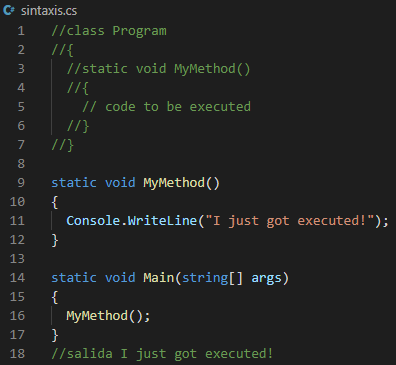 sintaxis.cs
1 //class Program
2 //{
3 //static void MyMethod()
4 //{
5 // code to be executed
6 //}
7 //}
8
9 static void MyMethod()
10 {
11 Console.WriteLine("I just got executed!");
12 }
13
14 static void Main(string[] args)
15 {
16 MyMethod();
17 }
18 //salida I just got executed!